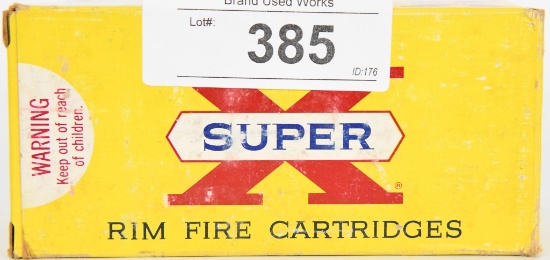 Brand Used Works
Lot#:
385
ID:176
WARNING
Keep out of reach
of children.
X
SUPER
®
RIM FIRE CARTRIDGES